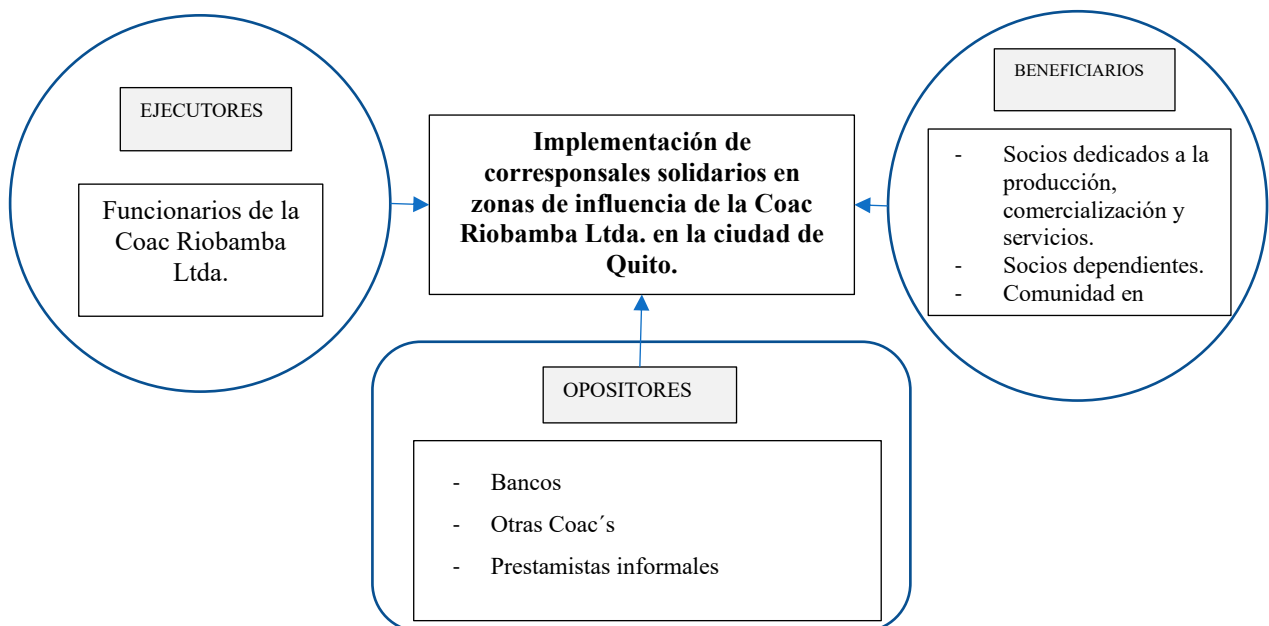 EJECUTORES
Funcionarios de la
Coac Riobamba
Ltda.
Implementación de
corresponsales solidarios en
zonas de influencia de la Coac
Riobamba Ltda. en la ciudad de
Quito.
BENEFICIARIOS
- Socios dedicados a la
producción,
comercialización y
servicios.
- Socios dependientes.
- Comunidad en
OPOSITORES
- Bancos
- Otras Coac´s
- Prestamistas informales